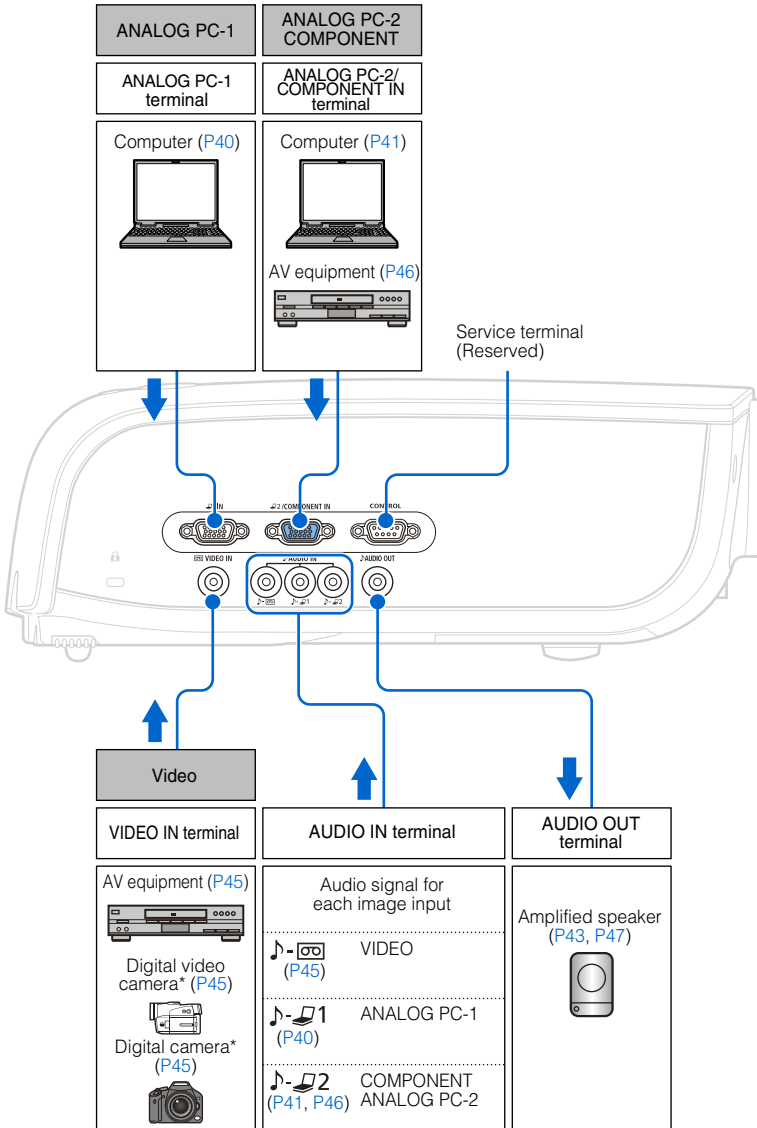 ANALOG PC-1
ANALOG PC-2
COMPONENT
ANALOG PC-1
terminal
ANALOG PC-2/
COMPONENT IN
terminal
Computer (P40)
Computer (P41)
AV equipment (P46)
Service terminal
(Reserved)
IN
2 / COMPONENT IN
CONTROL
VIDEO IN
AUDIO IN
♪AUDIO OUT
♪-
♪- 1
♪- 2
Video
VIDEO IN terminal
AUDIO IN terminal
AUDIO OUT
terminal
AV equipment (P45)
Digital video
camera* (P45)
Digital camera*
(P45)
Audio signal for
each image input
♪- VIDEO
(P45)
♪- 1 ANALOG PC-1
(P40)
♪- 2 COMPONENT
(P41, P46) ANALOG PC-2
Amplified speaker
(P43, P47)